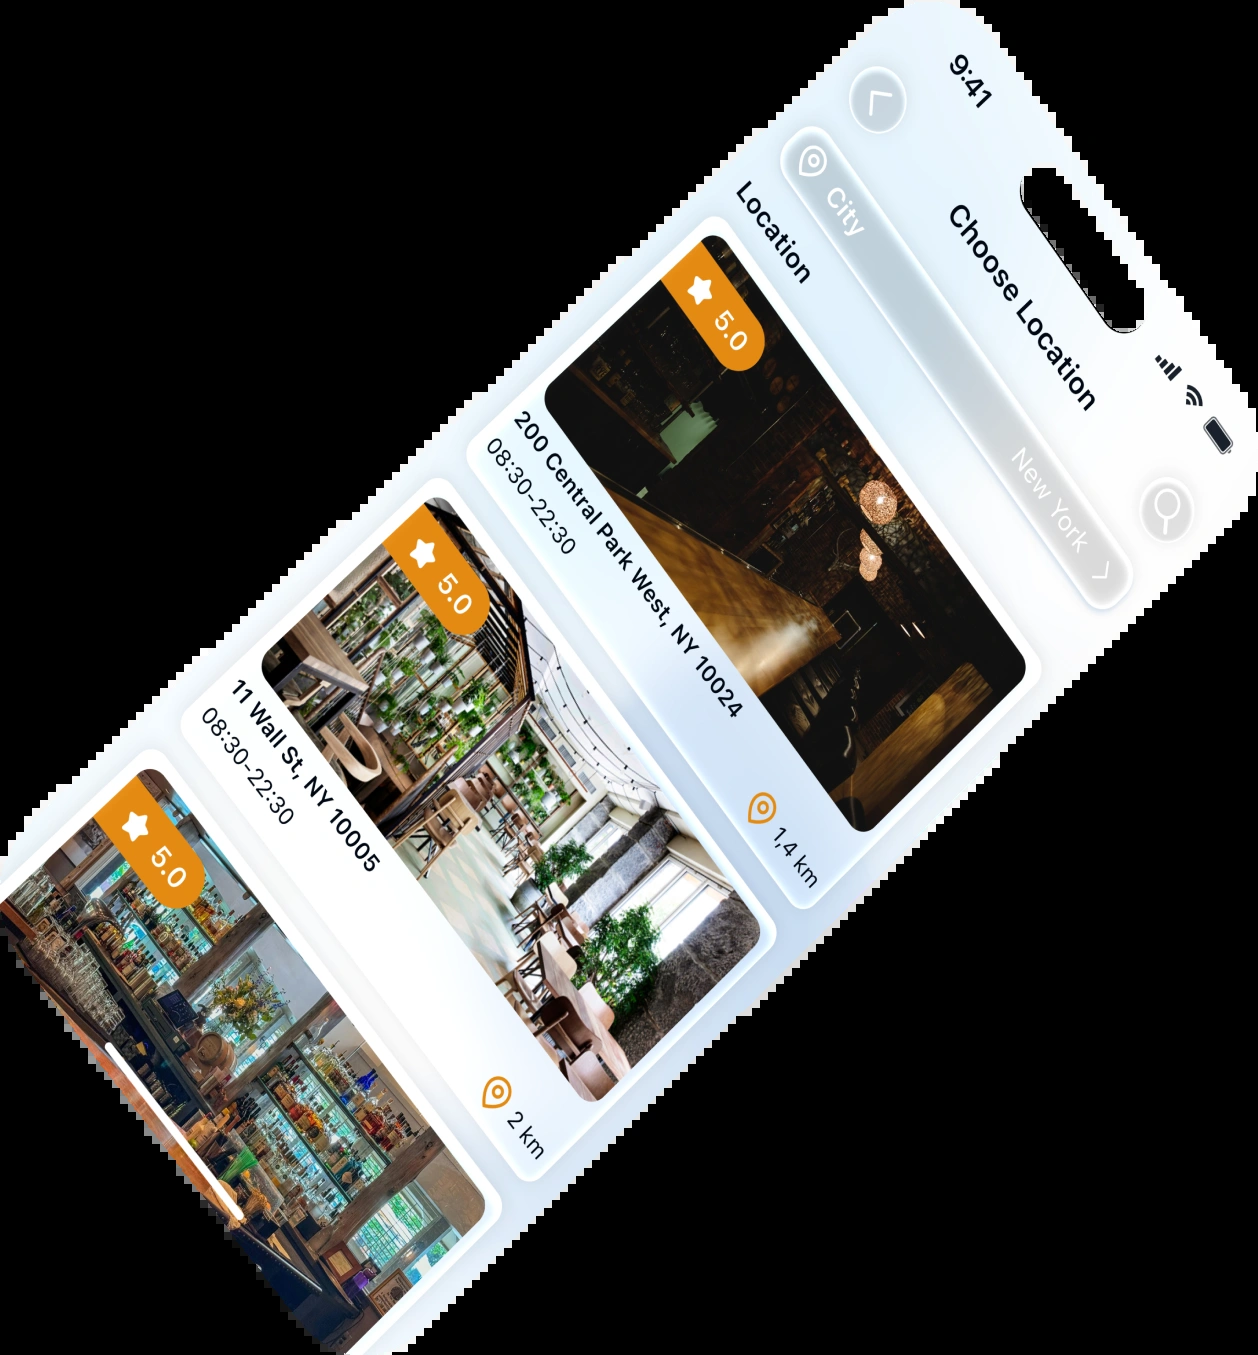 9:41
Choose Location
City
New York
Location
5.0
200 Central Park West, NY 10024
08:30-22:30
1,4 km
5.0
11 Wall St, NY 10005
08:30-22:30
2 km
5.0